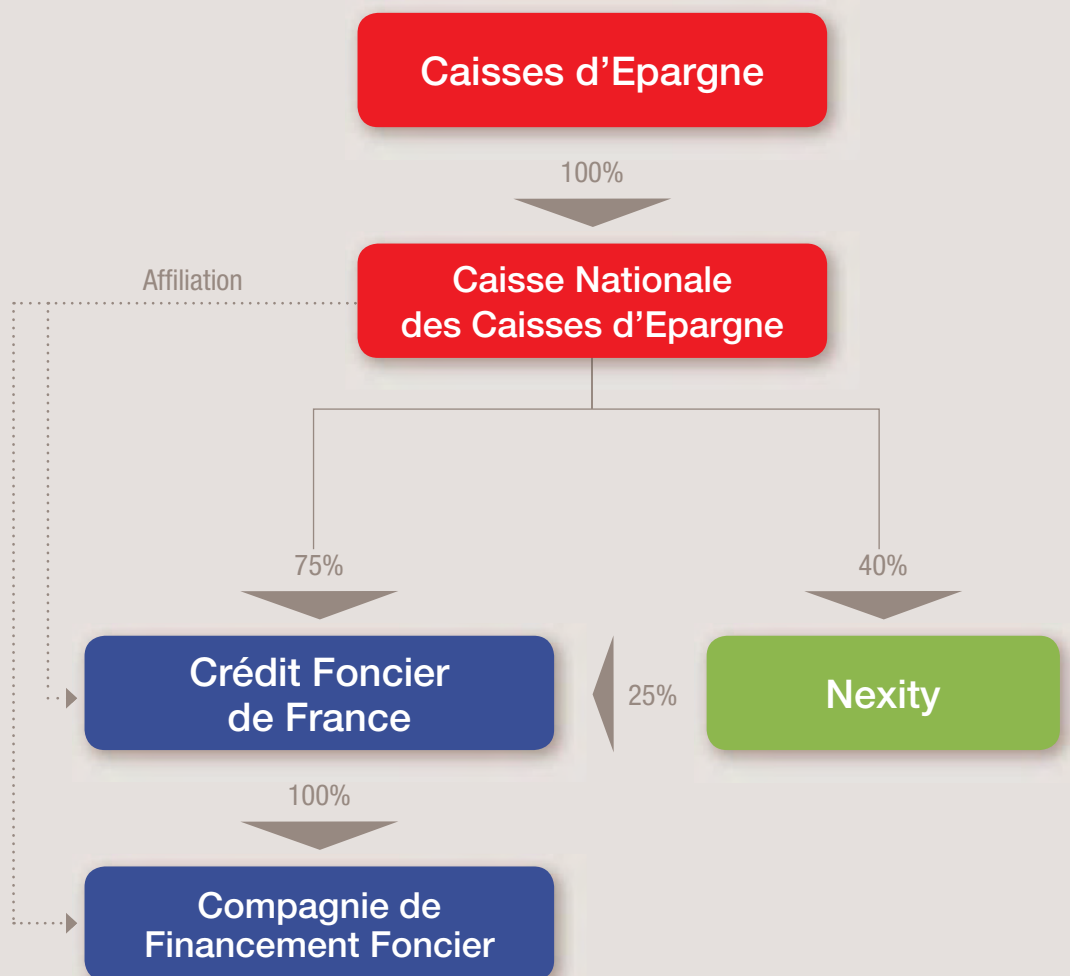 Caisses d’Epargne
100%
Affiliation
Caisse Nationale
des Caisses d’Epargne
75%
40%
Crédit Foncier
de France
25%
Nexity
100%
Compagnie de
Financement Foncier